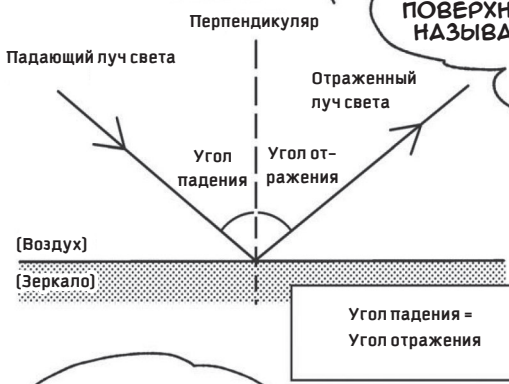 ПОВЕРХН
НАЗЫВА
Перпендикуляр
Падающий луч света
Отраженный
луч света
Угол
падения
Угол от-
ражения
(Воздух)
(Зеркало)
Угол падения =
Угол отражения